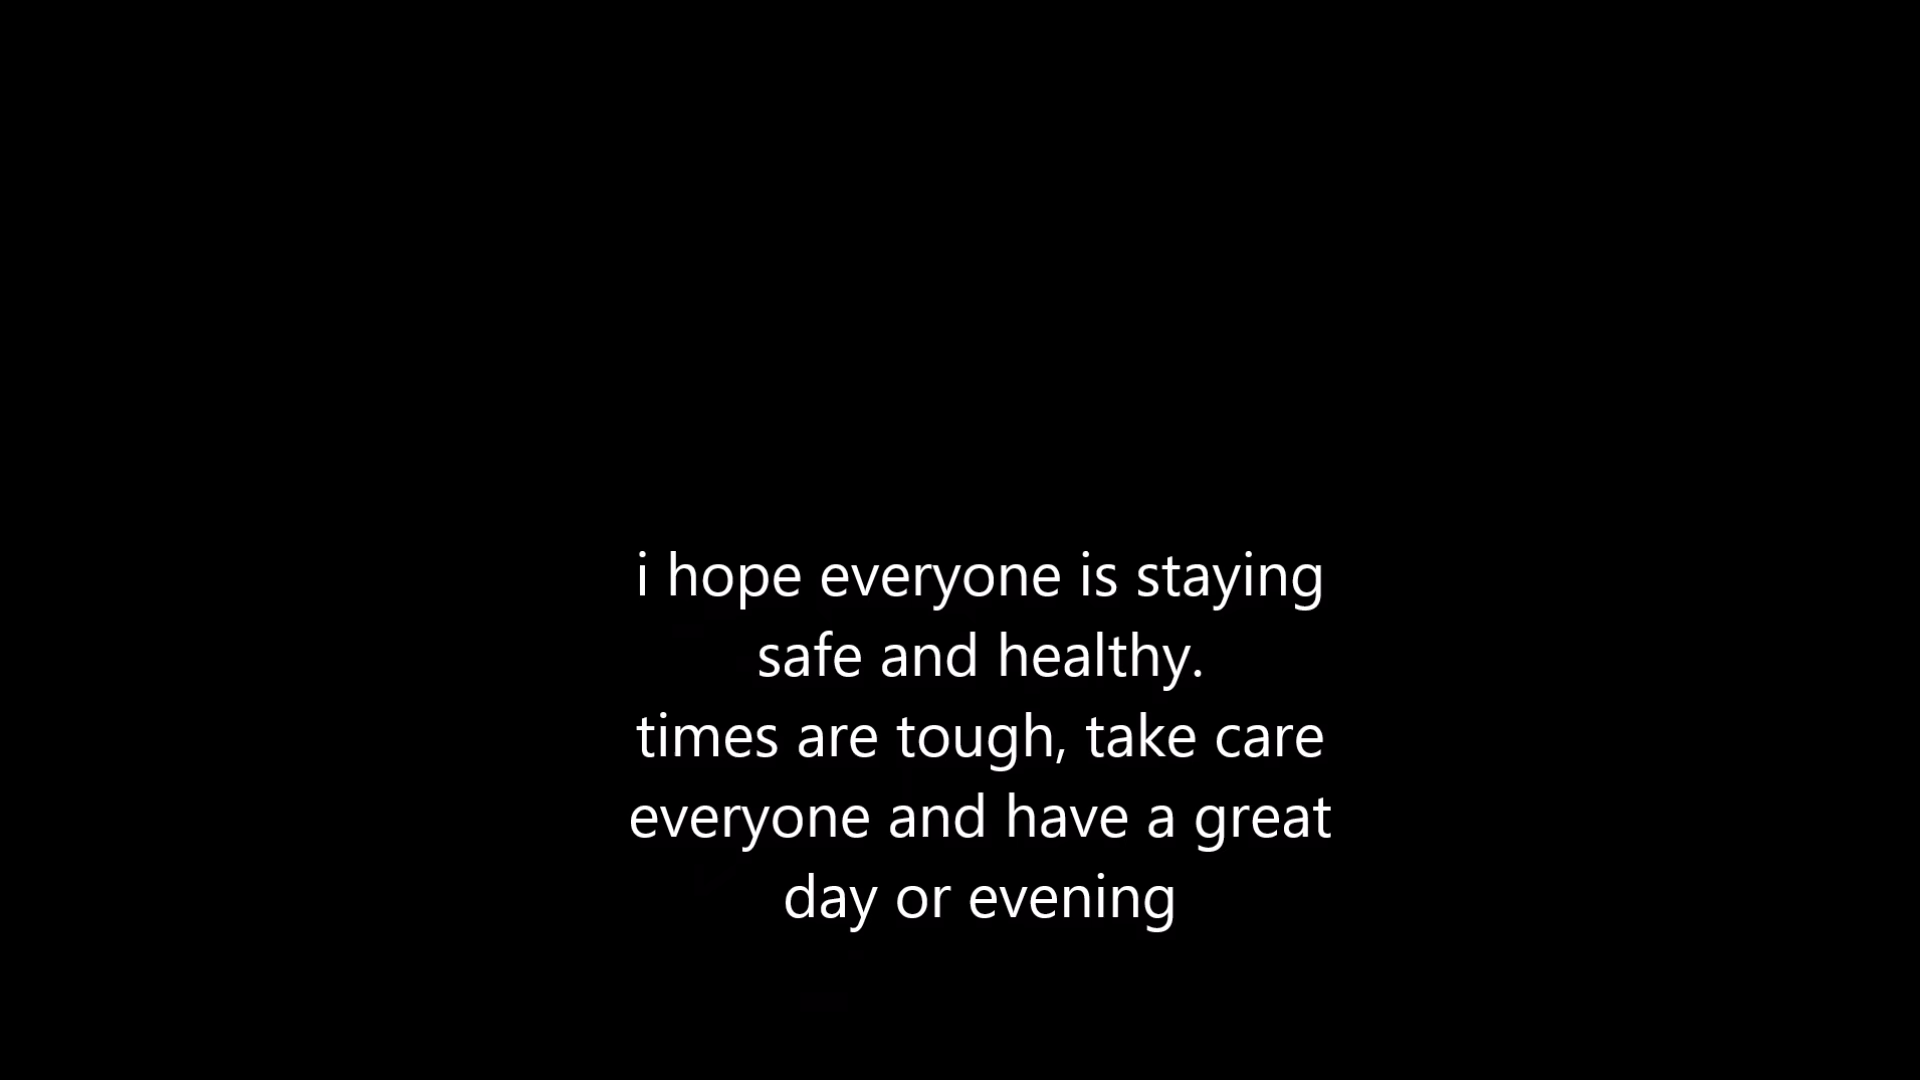 i hope everyone is staying
safe and healthy.
times are tough, take care
everyone and have a great
day or evening